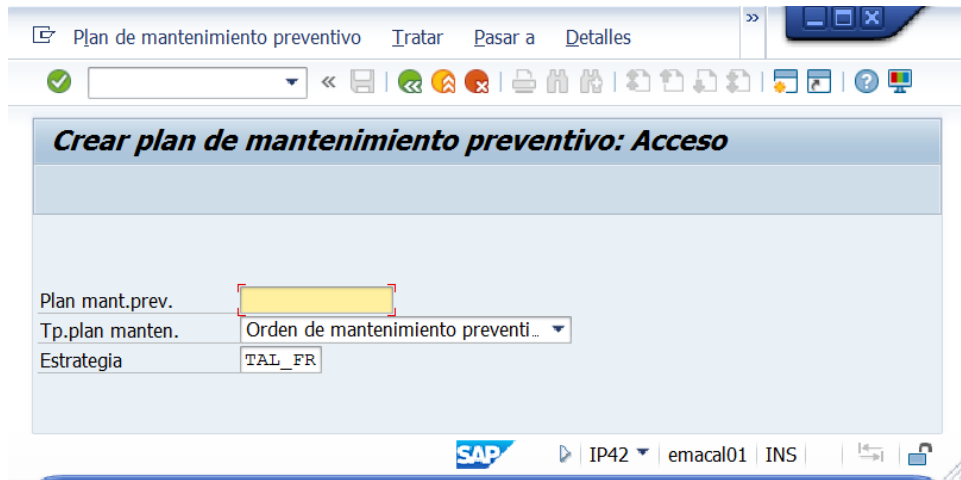 Plan de mantenimiento preventivo Tratar Pasar a Detalles »
«
Crear plan de mantenimiento preventivo: Acceso
Plan mant.prev.
Tp.plan manten. Orden de mantenimiento preventi…
Estrategia TAL_FR
SAP IP42 emacal01 INS